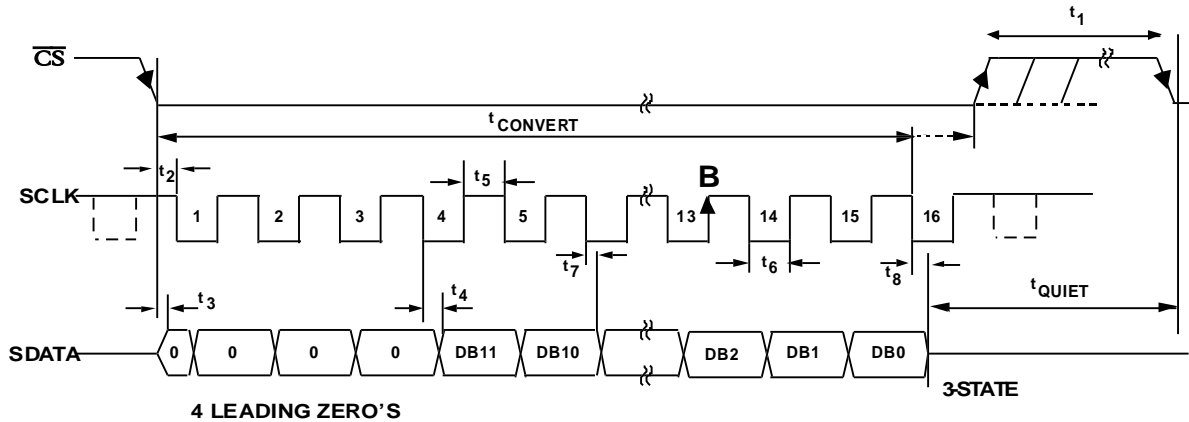 t1
CS
tCONVERT
t2
t5
B
SCLK
1 2 3 4 5 13 14 15 16
t7 t6 t8
t3 t4 tQUIET
SDATA
0 0 0 0 DB11 DB10 DB2 DB1 DB0
3-STATE
4 LEADING ZERO'S